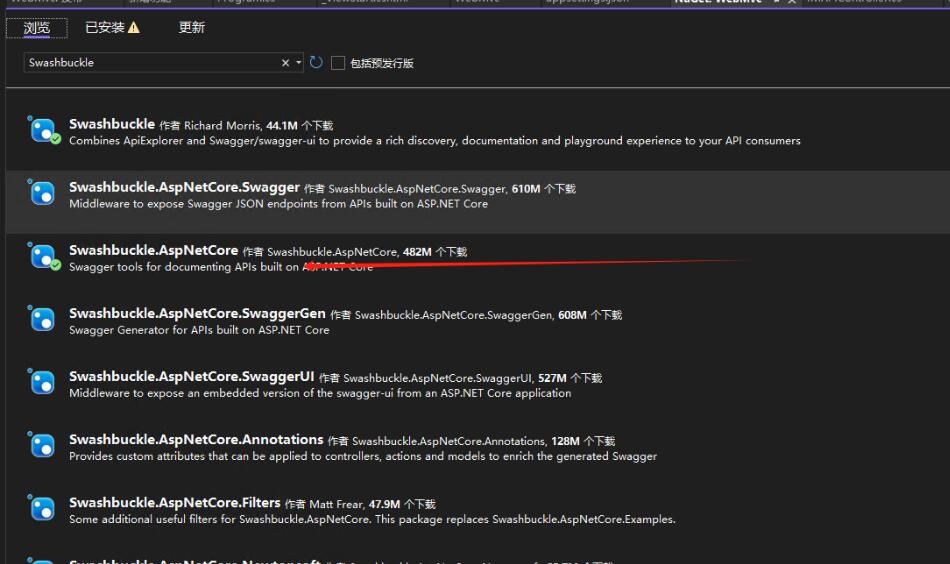 浏览 已安装 更新
Swashbuckle 包括预发行版
Swashbuckle 作者 Richard Morris, 44.1M 个下载
Combines ApiExplorer and Swagger/swagger-ui to provide a rich discovery, documentation and playground experience to your API consumers
Swashbuckle.AspNetCore.Swagger 作者 Swashbuckle.AspNetCore.Swagger, 610M 个下载
Middleware to expose Swagger JSON endpoints from APIs built on ASP.NET Core
Swashbuckle.AspNetCore 作者 Swashbuckle.AspNetCore, 482M 个下载
Swagger tools for documenting APIs built on ASP.NET Core
Swashbuckle.AspNetCore.SwaggerGen 作者 Swashbuckle.AspNetCore.SwaggerGen, 608M 个下载
Swagger Generator for APIs built on ASP.NET Core
Swashbuckle.AspNetCore.SwaggerUI 作者 Swashbuckle.AspNetCore.SwaggerUI, 527M 个下载
Middleware to expose an embedded version of the swagger-ui from an ASP.NET Core application
Swashbuckle.AspNetCore.Annotations 作者 Swashbuckle.AspNetCore.Annotations, 128M 个下载
Provides custom attributes that can be applied to controllers, actions and models to enrich the generated Swagger
Swashbuckle.AspNetCore.Filters 作者 Matt Frear, 47.9M 个下载
Some additional useful filters for Swashbuckle.AspNetCore. This package replaces Swashbuckle.AspNetCore.Examples.